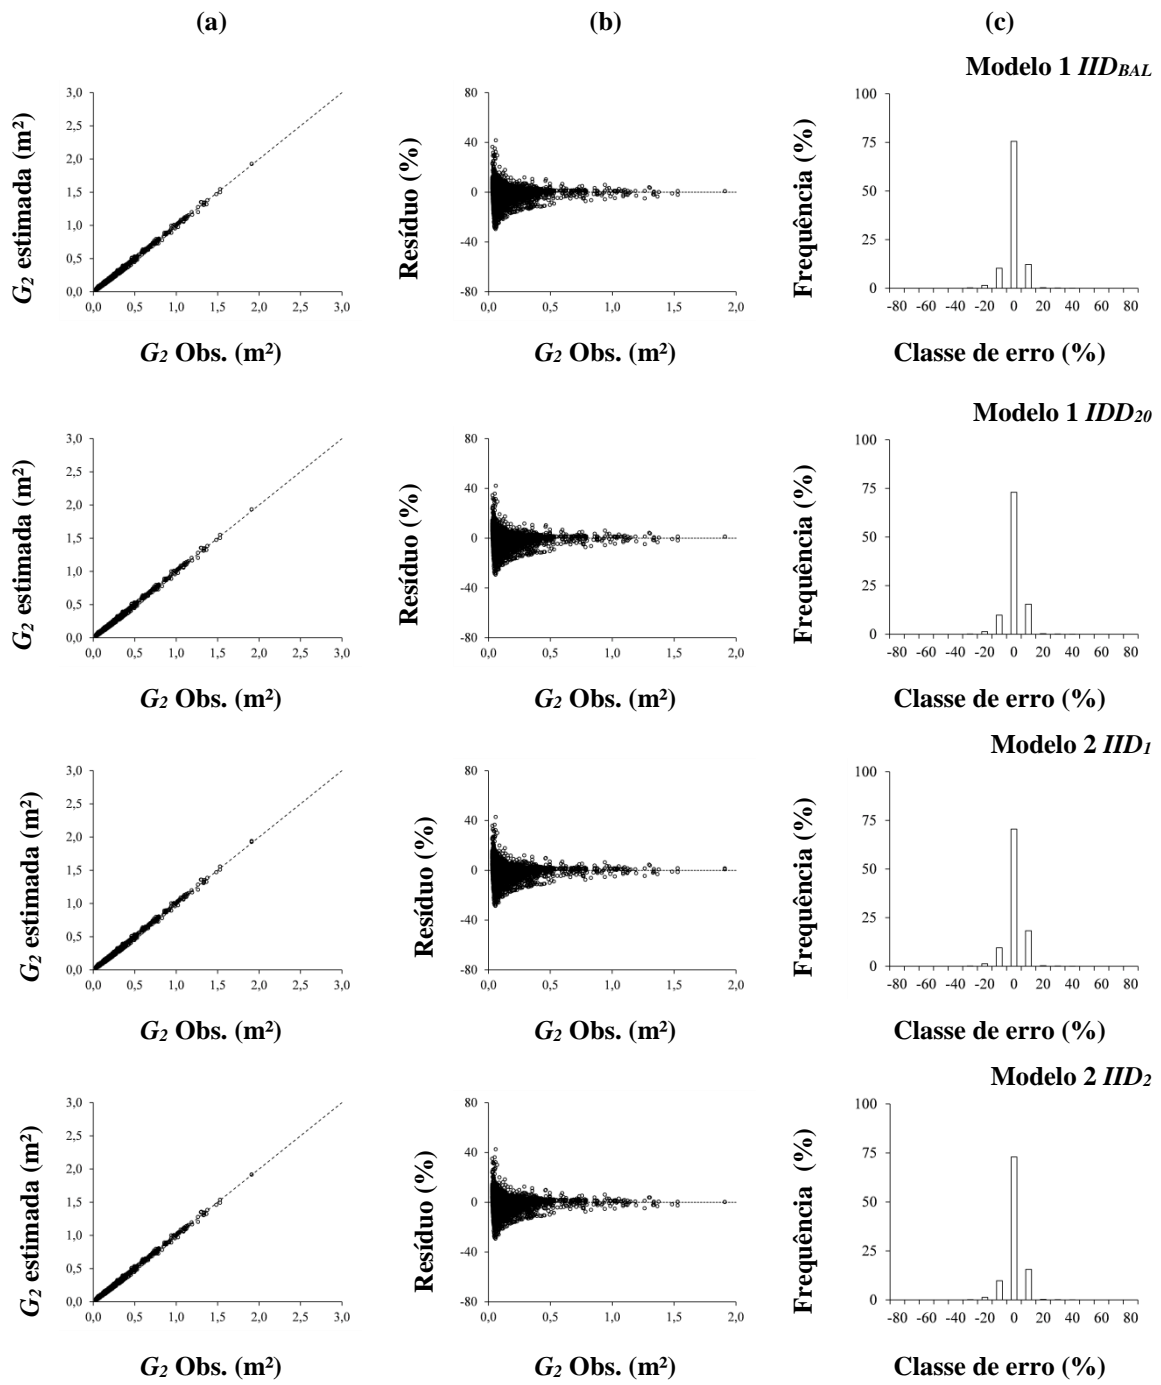 (a) (b) (c)
Modelo 1 IID_BAL
G2 estimada (m²)
3,0
2,5
2,0
1,5
1,0
0,5
0,0
0,0 0,5 1,0 1,5 2,0 2,5 3,0
G2 Obs. (m²)
Resíduo (%)
80
40
0
-40
-80
0,0 0,5 1,0 1,5 2,0
G2 Obs. (m²)
Frequência (%)
100
75
50
25
0
-80 -60 -40 -20 0 20 40 60 80
Classe de erro (%)
Modelo 1 IDD20
G2 estimada (m²)
3,0
2,5
2,0
1,5
1,0
0,5
0,0
0,0 0,5 1,0 1,5 2,0 2,5 3,0
G2 Obs. (m²)
Resíduo (%)
80
40
0
-40
-80
0,0 0,5 1,0 1,5 2,0
G2 Obs. (m²)
Frequência (%)
100
75
50
25
0
-80 -60 -40 -20 0 20 40 60 80
Classe de erro (%)
Modelo 2 IID1
G2 estimada (m²)
3,0
2,5
2,0
1,5
1,0
0,5
0,0
0,0 0,5 1,0 1,5 2,0 2,5 3,0
G2 Obs. (m²)
Resíduo (%)
80
40
0
-40
-80
0,0 0,5 1,0 1,5 2,0
G2 Obs. (m²)
Frequência (%)
100
75
50
25
0
-80 -60 -40 -20 0 20 40 60 80
Classe de erro (%)
Modelo 2 IID2
G2 estimada (m²)
3,0
2,5
2,0
1,5
1,0
0,5
0,0
0,0 0,5 1,0 1,5 2,0 2,5 3,0
G2 Obs. (m²)
Resíduo (%)
80
40
0
-40
-80
0,0 0,5 1,0 1,5 2,0
G2 Obs. (m²)
Frequência (%)
100
75
50
25
0
-80 -60 -40 -20 0 20 40 60 80
Classe de erro (%)